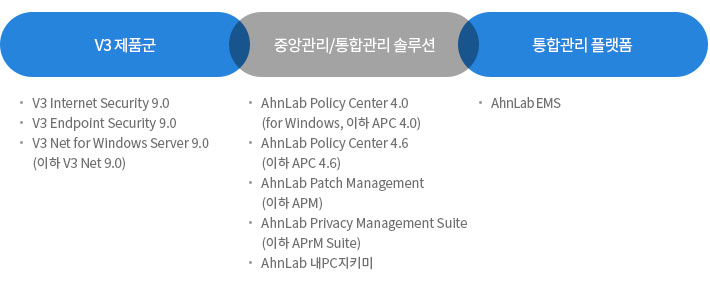 V3 제품군
중앙관리/통합관리 솔루션
통합관리 플랫폼
• V3 Internet Security 9.0
• V3 Endpoint Security 9.0
• V3 Net for Windows Server 9.0
(이하 V3 Net 9.0)
• AhnLab Policy Center 4.0
(for Windows, 이하 APC 4.0)
• AhnLab Policy Center 4.6
(이하 APC 4.6)
• AhnLab Patch Management
(이하 APM)
• AhnLab Privacy Management Suite
(이하 APrM Suite)
• AhnLab 내PC지키미
• AhnLab EMS